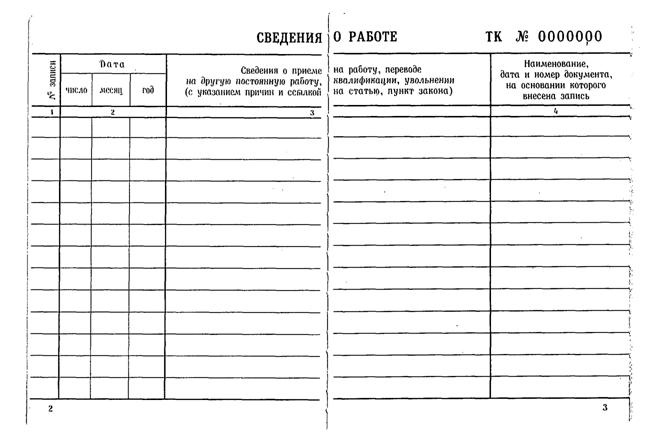 СВЕДЕНИЯ О РАБОТЕ ТК № 0000000
№ записи
Дата
число месяц год
Сведения о приеме на работу, переводе
на другую постоянную работу, квалификации, увольнении
(с указанием причин и ссылкой на статью, пункт закона)
Наименование,
дата и номер документа,
на основании которого
внесена запись
1 2 3 4
2 3